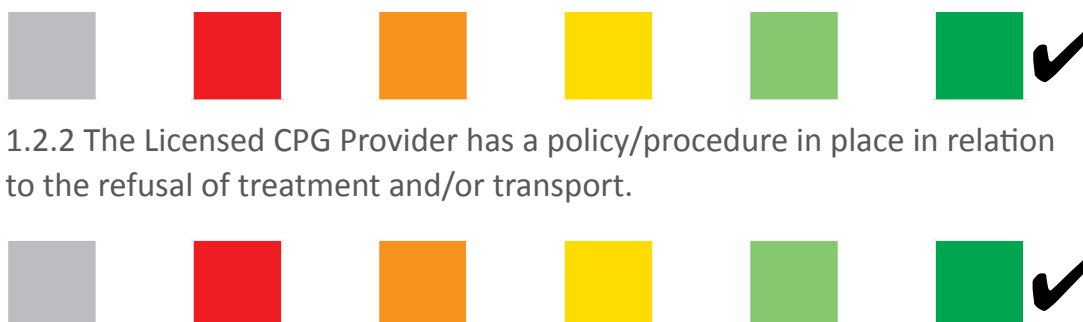 1.2.2 The Licensed CPG Provider has a policy/procedure in place in relation
to the refusal of treatment and/or transport.